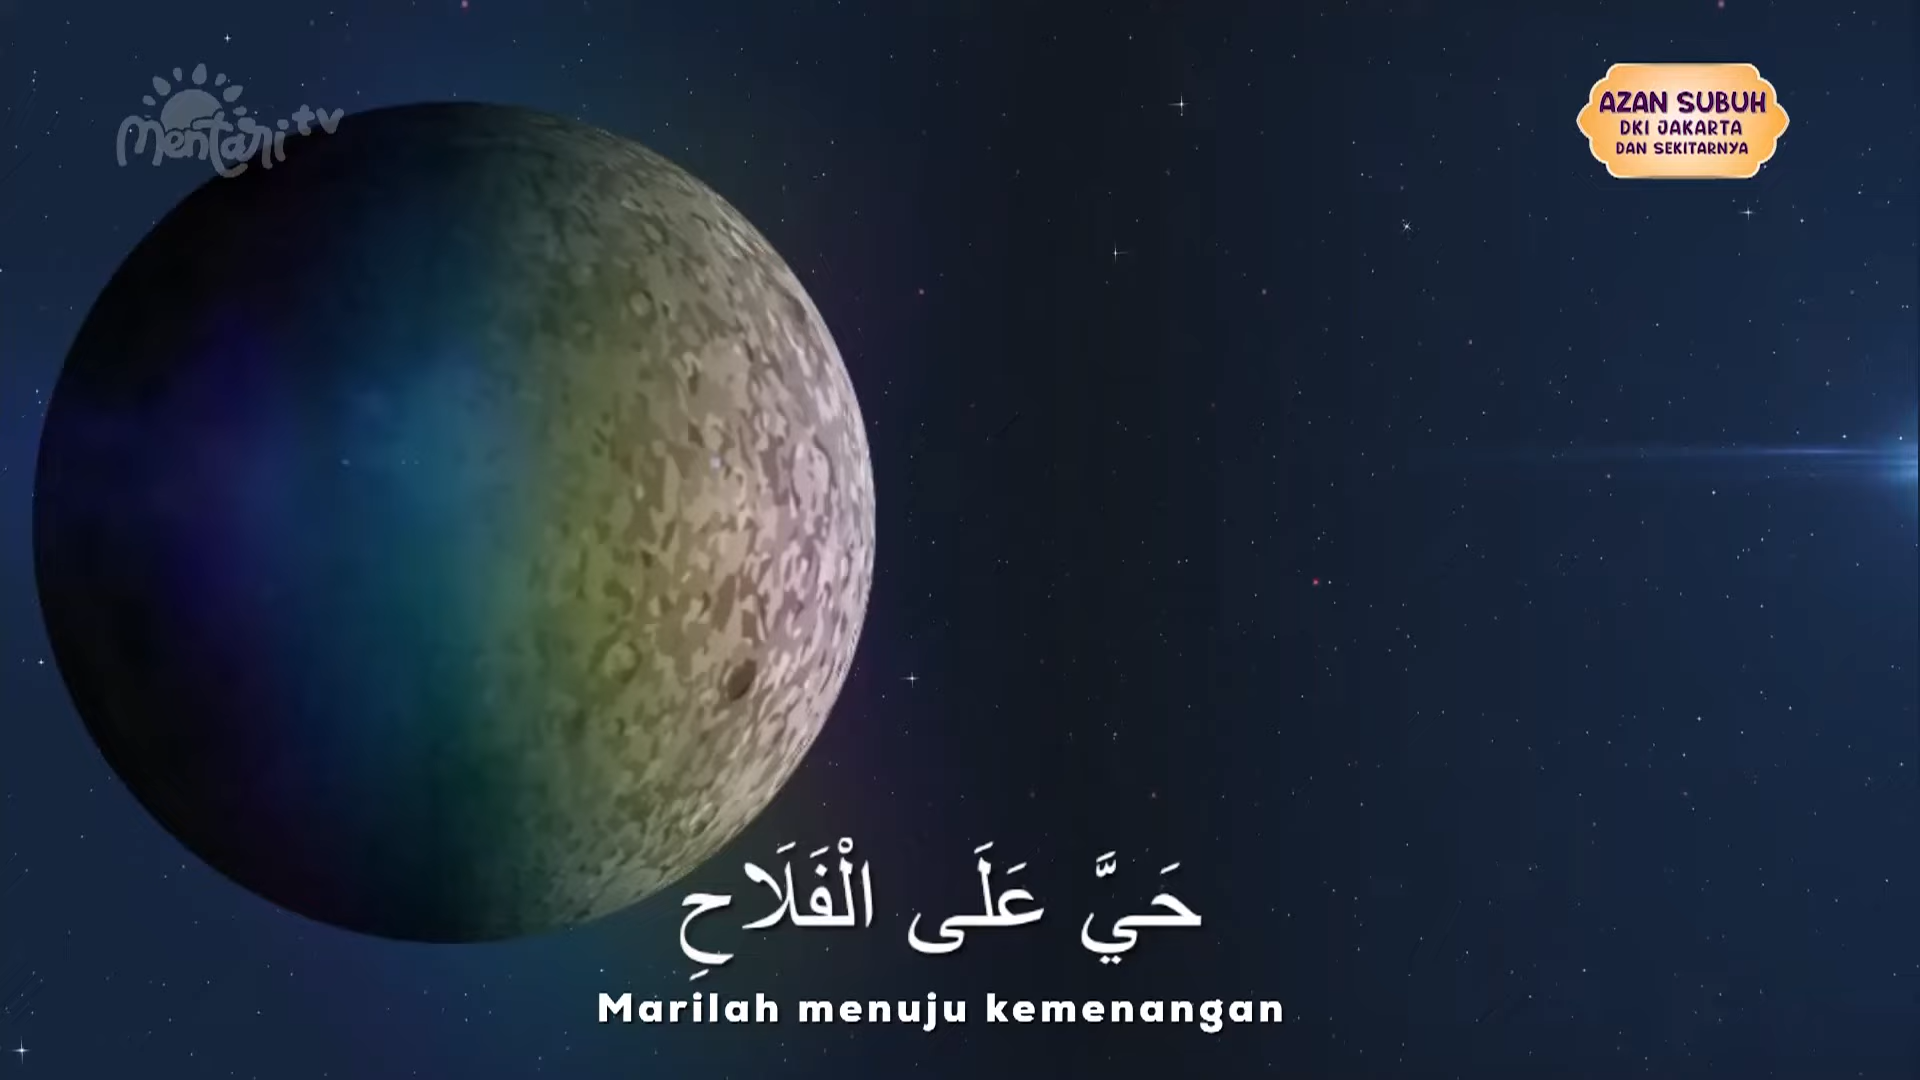 Mentari tv
AZAN SUBUH
DKI JAKARTA
DAN SEKITARNYA
حَيَّ عَلَى الْفَلَاحِ
Marilah menuju kemenangan